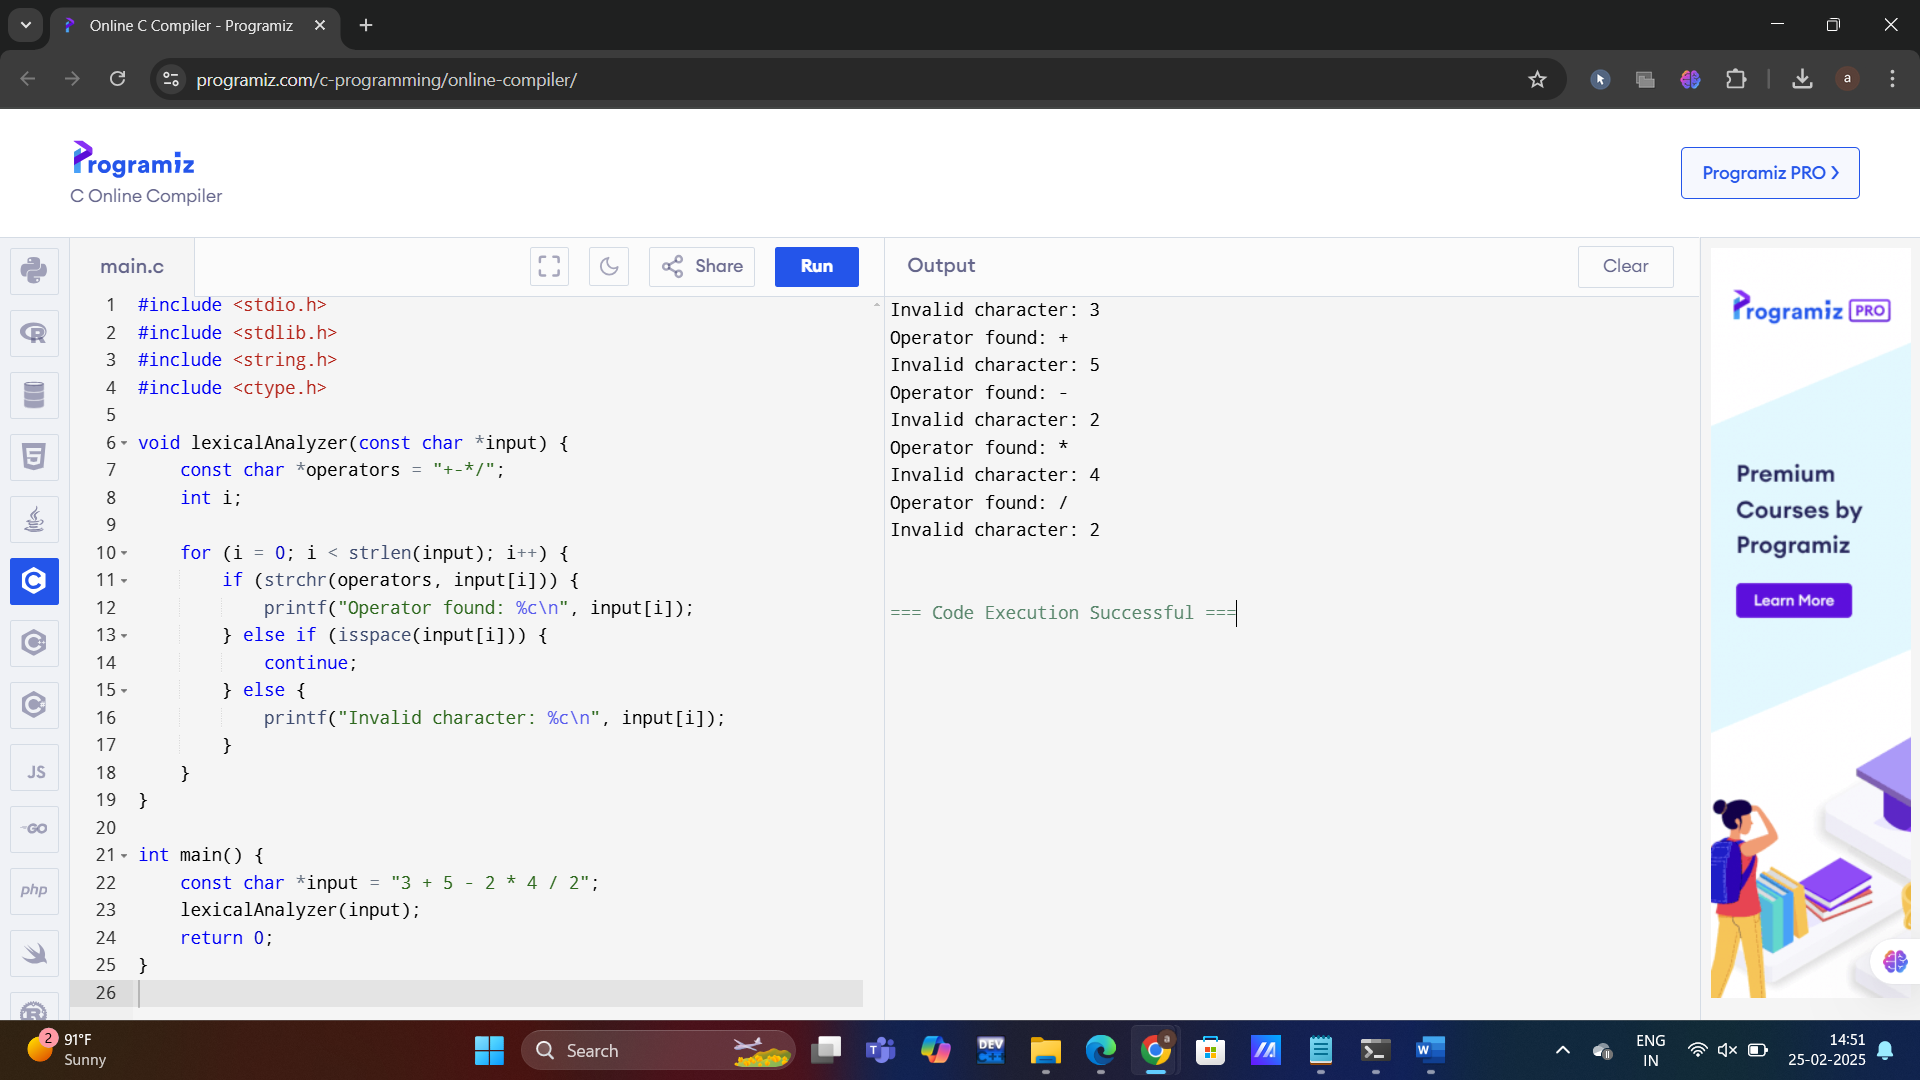 Online C Compiler - Programiz
programiz.com/c-programming/online-compiler/
a
Programiz
C Online Compiler
Programiz PRO
main.c
Share
Run
Output
Clear
1 #include <stdio.h>
2 #include <stdlib.h>
3 #include <string.h>
4 #include <ctype.h>
5
6 void lexicalAnalyzer(const char *input) {
7 const char *operators = "+-*/";
8 int i;
9
10 for (i = 0; i < strlen(input); i++) {
11 if (strchr(operators, input[i])) {
12 printf("Operator found: %c\n", input[i]);
13 } else if (isspace(input[i])) {
14 continue;
15 } else {
16 printf("Invalid character: %c\n", input[i]);
17 }
18 }
19 }
20
21 int main() {
22 const char *input = "3 + 5 - 2 * 4 / 2";
23 lexicalAnalyzer(input);
24 return 0;
25 }
26
Invalid character: 3
Operator found: +
Invalid character: 5
Operator found: -
Invalid character: 2
Operator found: *
Invalid character: 4
Operator found: /
Invalid character: 2
=== Code Execution Successful ===
Programiz PRO
Premium
Courses by
Programiz
Learn More
R
5
C
C
C
JS
GO
php
R
2
91°F
Sunny
Search
T
DEV
C++
a
W
ENG
IN
14:51
25-02-2025